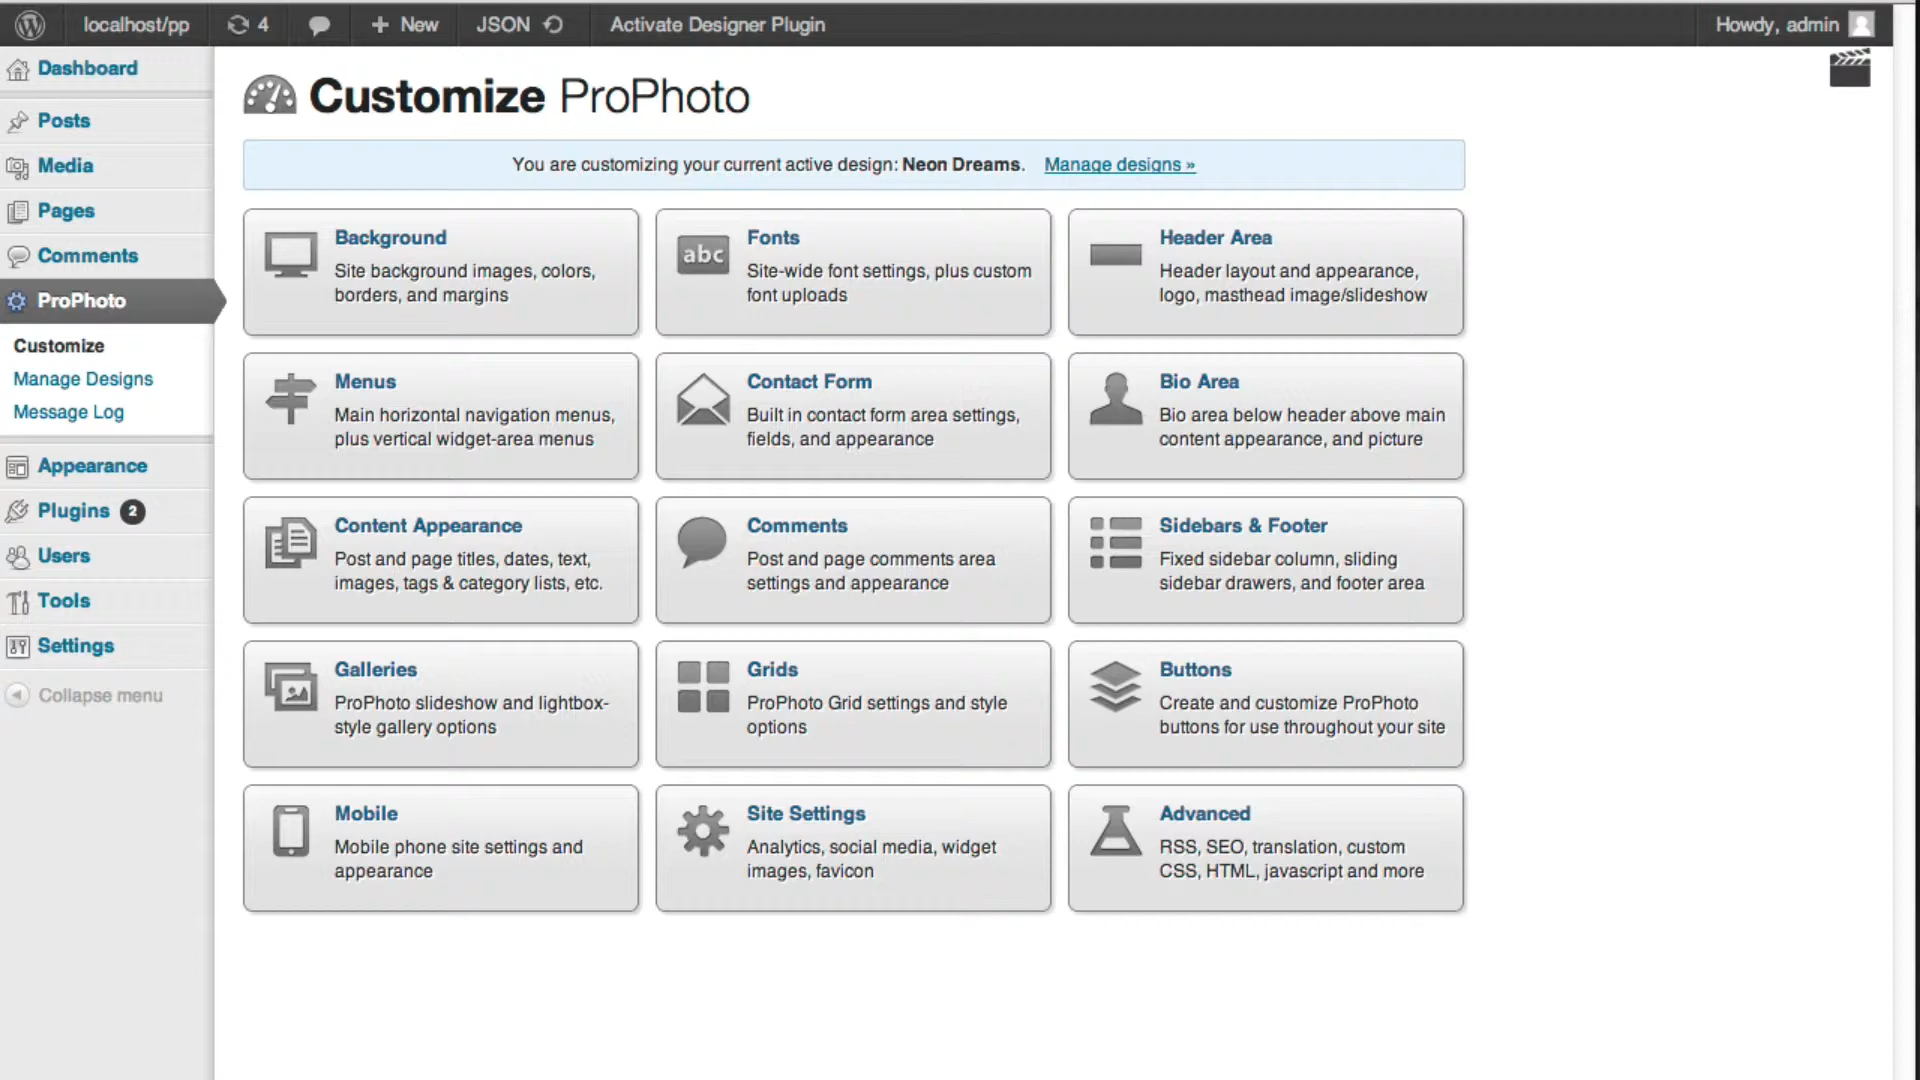 localhost/pp 4 New JSON Activate Designer Plugin Howdy, admin
Dashboard
Posts
Media
Pages
Comments
ProPhoto
Customize
Manage Designs
Message Log
Appearance
Plugins 2
Users
Tools
Settings
Collapse menu
Customize ProPhoto
You are customizing your current active design: Neon Dreams. Manage designs »
Background
Site background images, colors,
borders, and margins
abc
Fonts
Site-wide font settings, plus custom
font uploads
Header Area
Header layout and appearance,
logo, masthead image/slideshow
Menus
Main horizontal navigation menus,
plus vertical widget-area menus
Contact Form
Built in contact form area settings,
fields, and appearance
Bio Area
Bio area below header above main
content appearance, and picture
Content Appearance
Post and page titles, dates, text,
images, tags & category lists, etc.
Comments
Post and page comments area
settings and appearance
Sidebars & Footer
Fixed sidebar column, sliding
sidebar drawers, and footer area
Galleries
ProPhoto slideshow and lightbox-
style gallery options
Grids
ProPhoto Grid settings and style
options
Buttons
Create and customize ProPhoto
buttons for use throughout your site
Mobile
Mobile phone site settings and
appearance
Site Settings
Analytics, social media, widget
images, favicon
Advanced
RSS, SEO, translation, custom
CSS, HTML, javascript and more